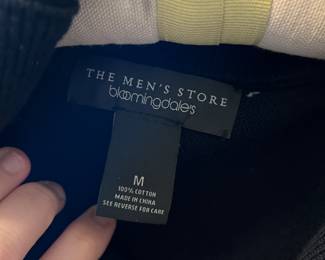 THE MEN'S STORE
bloomingdale's
M
100% COTTON
MADE IN CHINA
SEE REVERSE FOR CARE